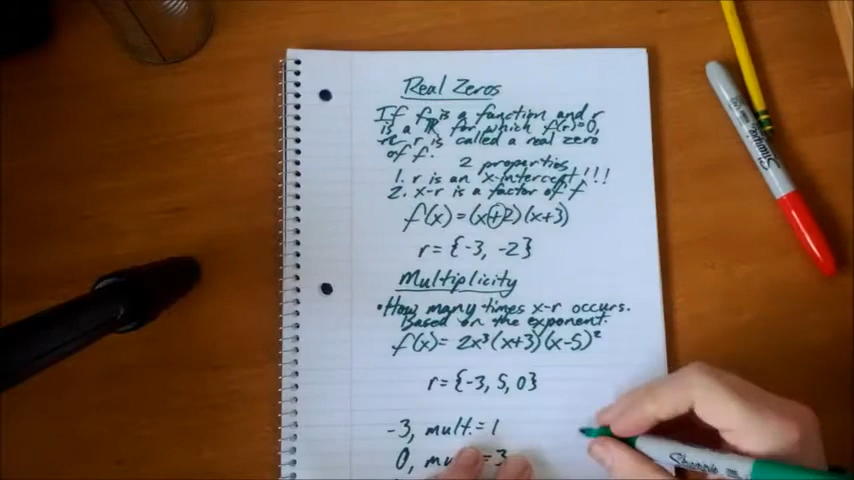 Real Zeros
If f is a function and r
is a ℝ for which f(r)=0,
r is called a real zero
of f.
2 properties
1. r is an x-intercept!!!
2. x-r is a factor of f
f(x)=(x+2)(x+3)
r={-3, -2}
Multiplicity
•How many times x-r occurs.
Based on the exponent.
f(x)= 2x³(x+3)(x-5)²
r={-3, 5, 0}
-3, mult.=1
0, =3
Sharpie
Sharpie